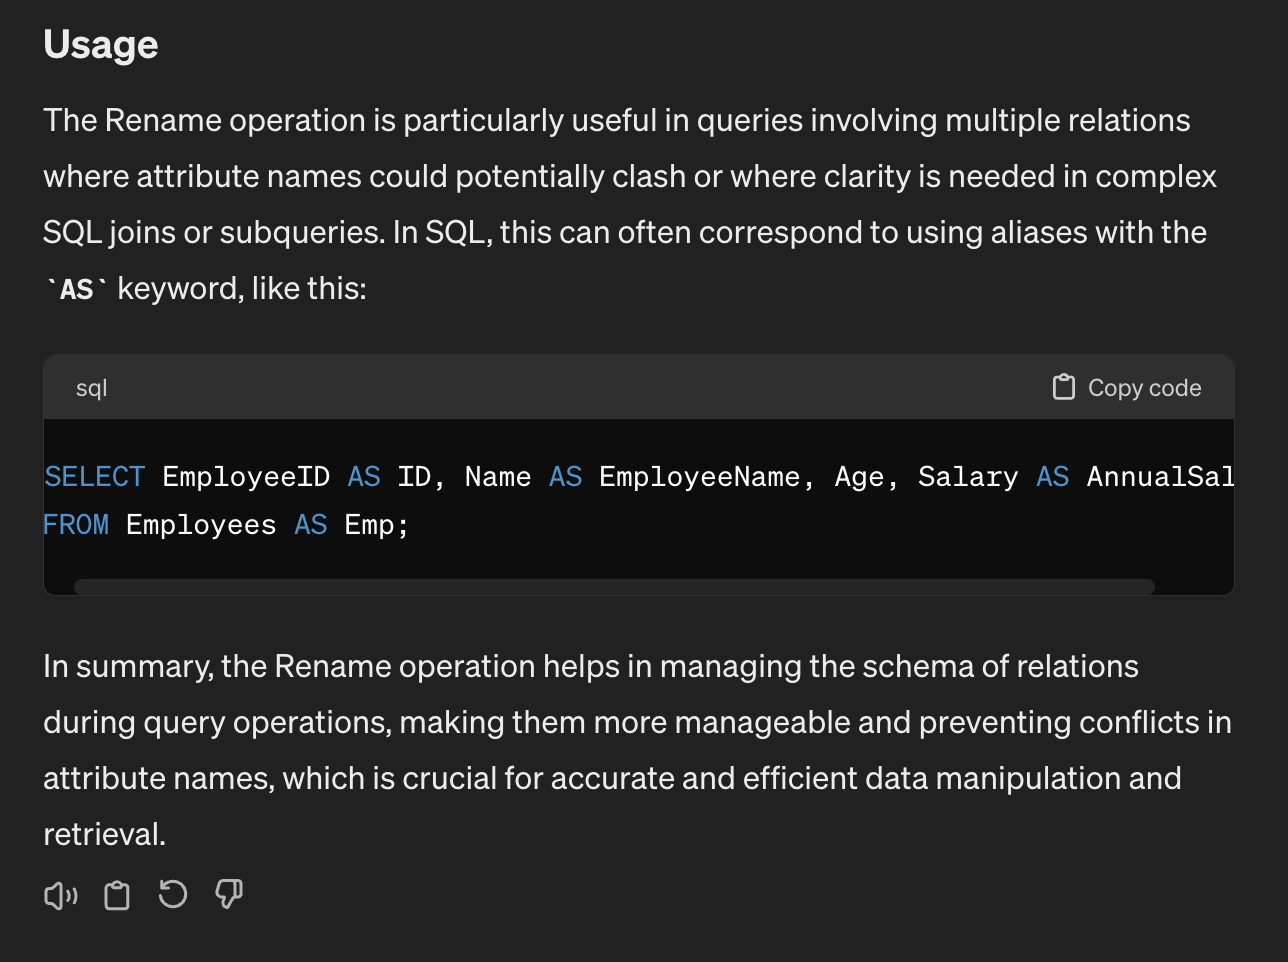 Usage
The Rename operation is particularly useful in queries involving multiple relations
where attribute names could potentially clash or where clarity is needed in complex
SQL joins or subqueries. In SQL, this can often correspond to using aliases with the
`AS` keyword, like this:
sql
Copy code
SELECT EmployeeID AS ID, Name AS EmployeeName, Age, Salary AS AnnualSal
FROM Employees AS Emp;
In summary, the Rename operation helps in managing the schema of relations
during query operations, making them more manageable and preventing conflicts in
attribute names, which is crucial for accurate and efficient data manipulation and
retrieval.